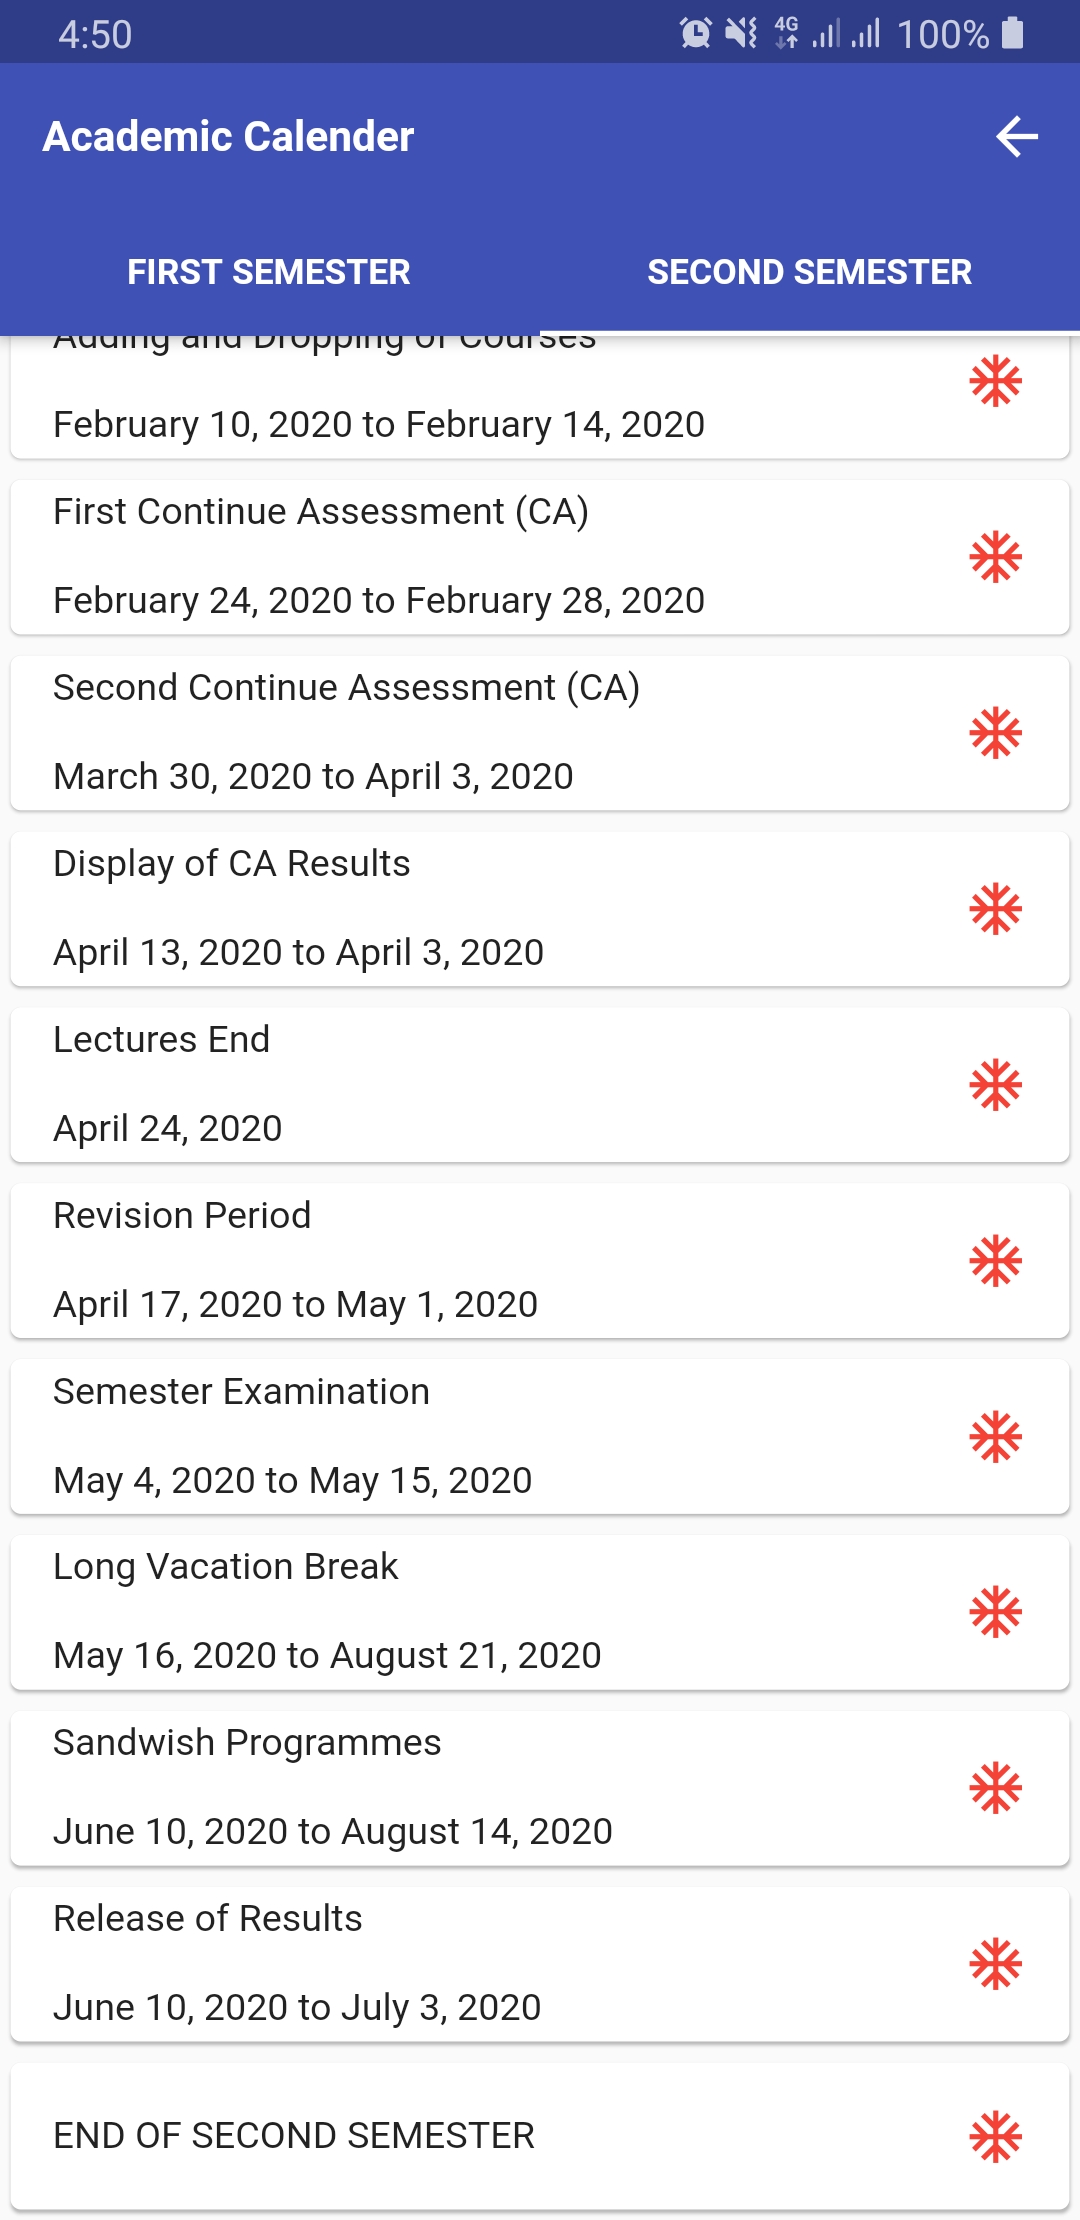 4:50
4G
100%
Academic Calender
FIRST SEMESTER
SECOND SEMESTER
Adding and Dropping of Courses
February 10, 2020 to February 14, 2020
First Continue Assessment (CA)
February 24, 2020 to February 28, 2020
Second Continue Assessment (CA)
March 30, 2020 to April 3, 2020
Display of CA Results
April 13, 2020 to April 3, 2020
Lectures End
April 24, 2020
Revision Period
April 17, 2020 to May 1, 2020
Semester Examination
May 4, 2020 to May 15, 2020
Long Vacation Break
May 16, 2020 to August 21, 2020
Sandwish Programmes
June 10, 2020 to August 14, 2020
Release of Results
June 10, 2020 to July 3, 2020
END OF SECOND SEMESTER